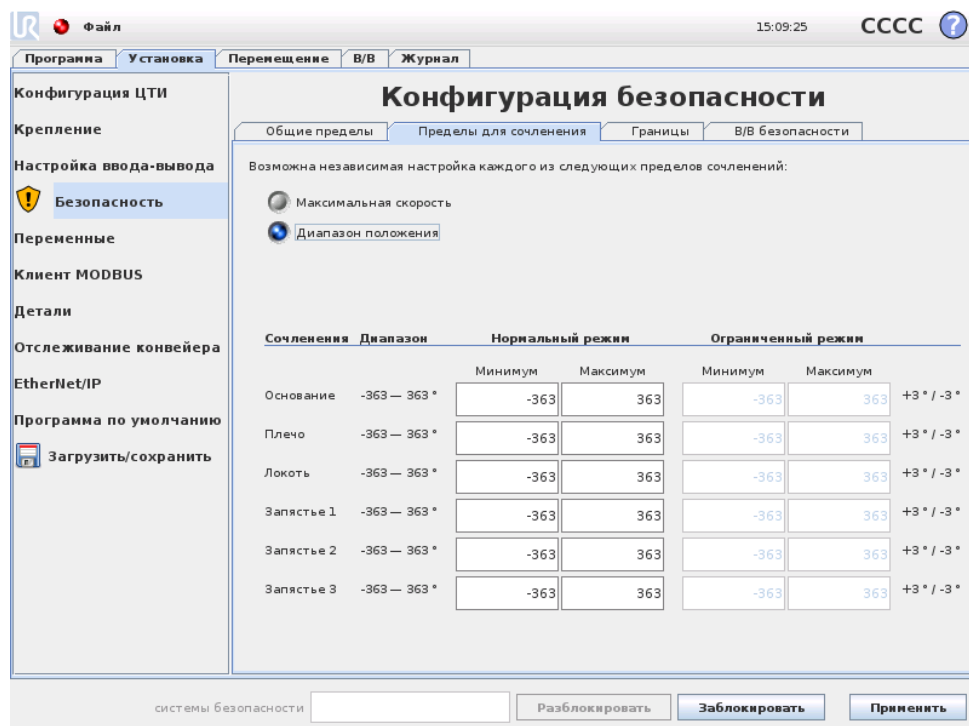 UR Файл 15:09:25 CCCC ?
Программа Установка Перемещение В/В Журнал
Конфигурация ЦТИ
Крепление
Настройка ввода-вывода
Безопасность
Переменные
Клиент MODBUS
Детали
Отслеживание конвейера
EtherNet/IP
Программа по умолчанию
Загрузить/сохранить
Конфигурация безопасности
Общие пределы Пределы для сочленения Границы В/В безопасности
Возможна независимая настройка каждого из следующих пределов сочленений:
Максимальная скорость
Диапазон положения
Сочленения Диапазон Нормальный режим Ограниченный режим
Минимум Максимум Минимум Максимум
Основание -363 — 363 ° -363 363 -363 363 +3 ° / -3 °
Плечо -363 — 363 ° -363 363 -363 363 +3 ° / -3 °
Локоть -363 — 363 ° -363 363 -363 363 +3 ° / -3 °
Запястье 1 -363 — 363 ° -363 363 -363 363 +3 ° / -3 °
Запястье 2 -363 — 363 ° -363 363 -363 363 +3 ° / -3 °
Запястье 3 -363 — 363 ° -363 363 -363 363 +3 ° / -3 °
системы безопасности Разблокировать Заблокировать Применить